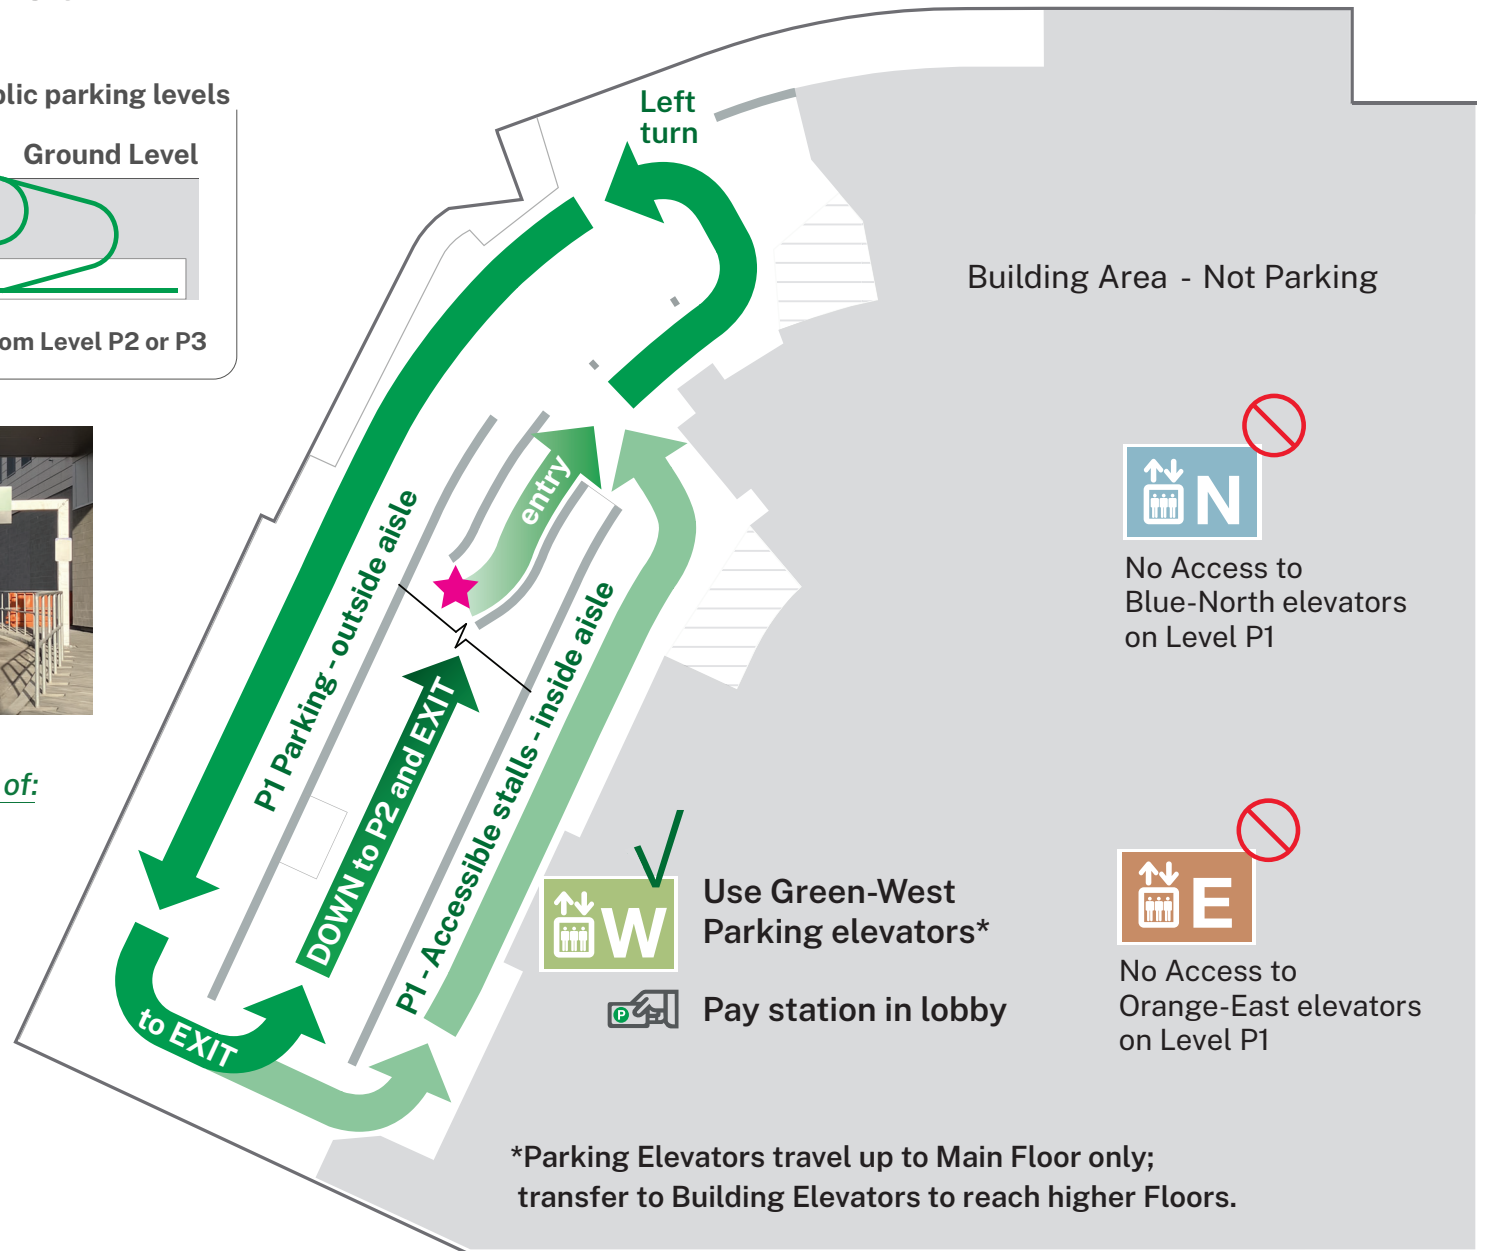 blic parking levels
Ground Level
om Level P2 or P3
of:
Left
turn
Building Area - Not Parking
entry
P1 Parking - outside aisle
DOWN to P2 and EXIT
P1 - Accessible stalls - inside aisle
to EXIT
N
No Access to
Blue-North elevators
on Level P1
W
Use Green-West
Parking elevators*
P
Pay station in lobby
E
No Access to
Orange-East elevators
on Level P1
*Parking Elevators travel up to Main Floor only;
transfer to Building Elevators to reach higher Floors.